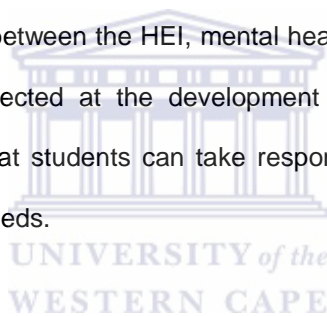 between the HEI, mental hea
ected at the development
at students can take respon
eds.
UNIVERSITY of the
WESTERN CAPE